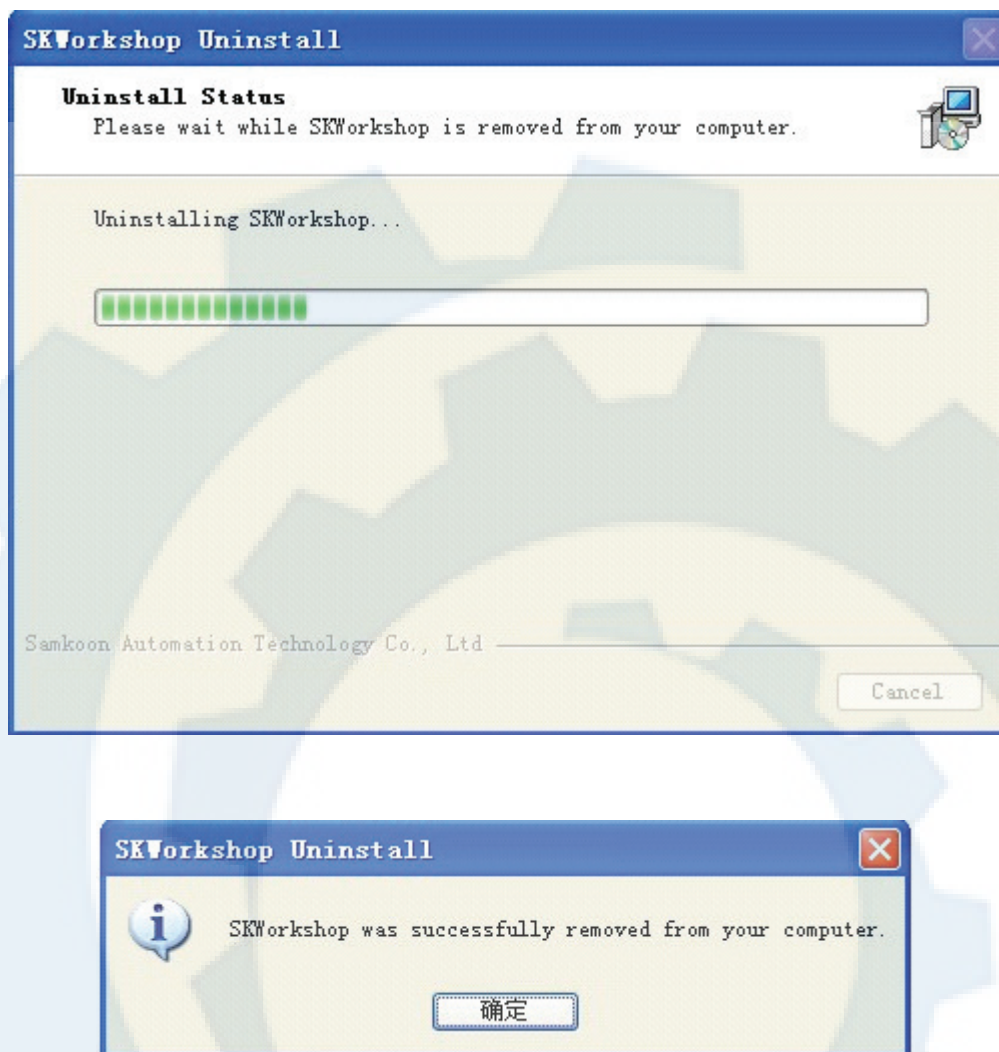 SKWorkshop Uninstall
Uninstall Status
Please wait while SKWorkshop is removed from your computer.
Uninstalling SKWorkshop...
Samkoon Automation Technology Co., Ltd
Cancel
SKWorkshop Uninstall
SKWorkshop was successfully removed from your computer.
确定